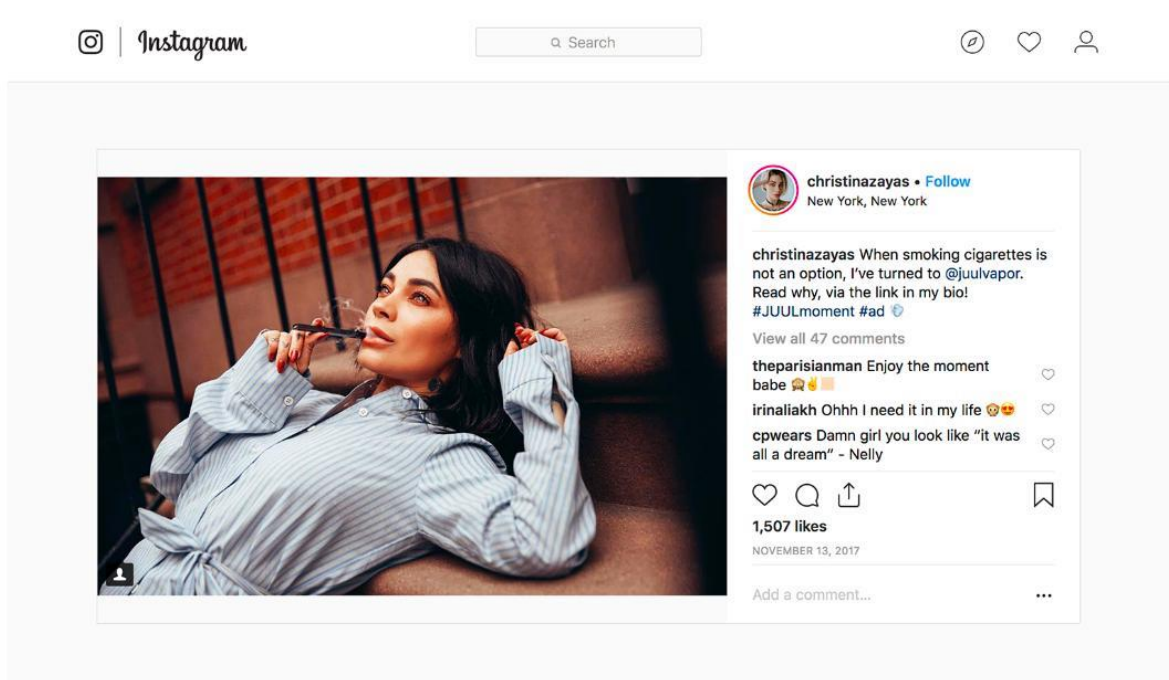 Instagram
Search
christinazayas • Follow
New York, New York
christinazayas When smoking cigarettes is
not an option, I've turned to @juulvapor.
Read why, via the link in my bio!
#JUULmoment #ad 💨
View all 47 comments
theparisianman Enjoy the moment
babe 🙈✌🏼
irinaliakh Ohhh I need it in my life 🐵😍
cpwears Damn girl you look like "it was
all a dream" - Nelly
1,507 likes
NOVEMBER 13, 2017
Add a comment...